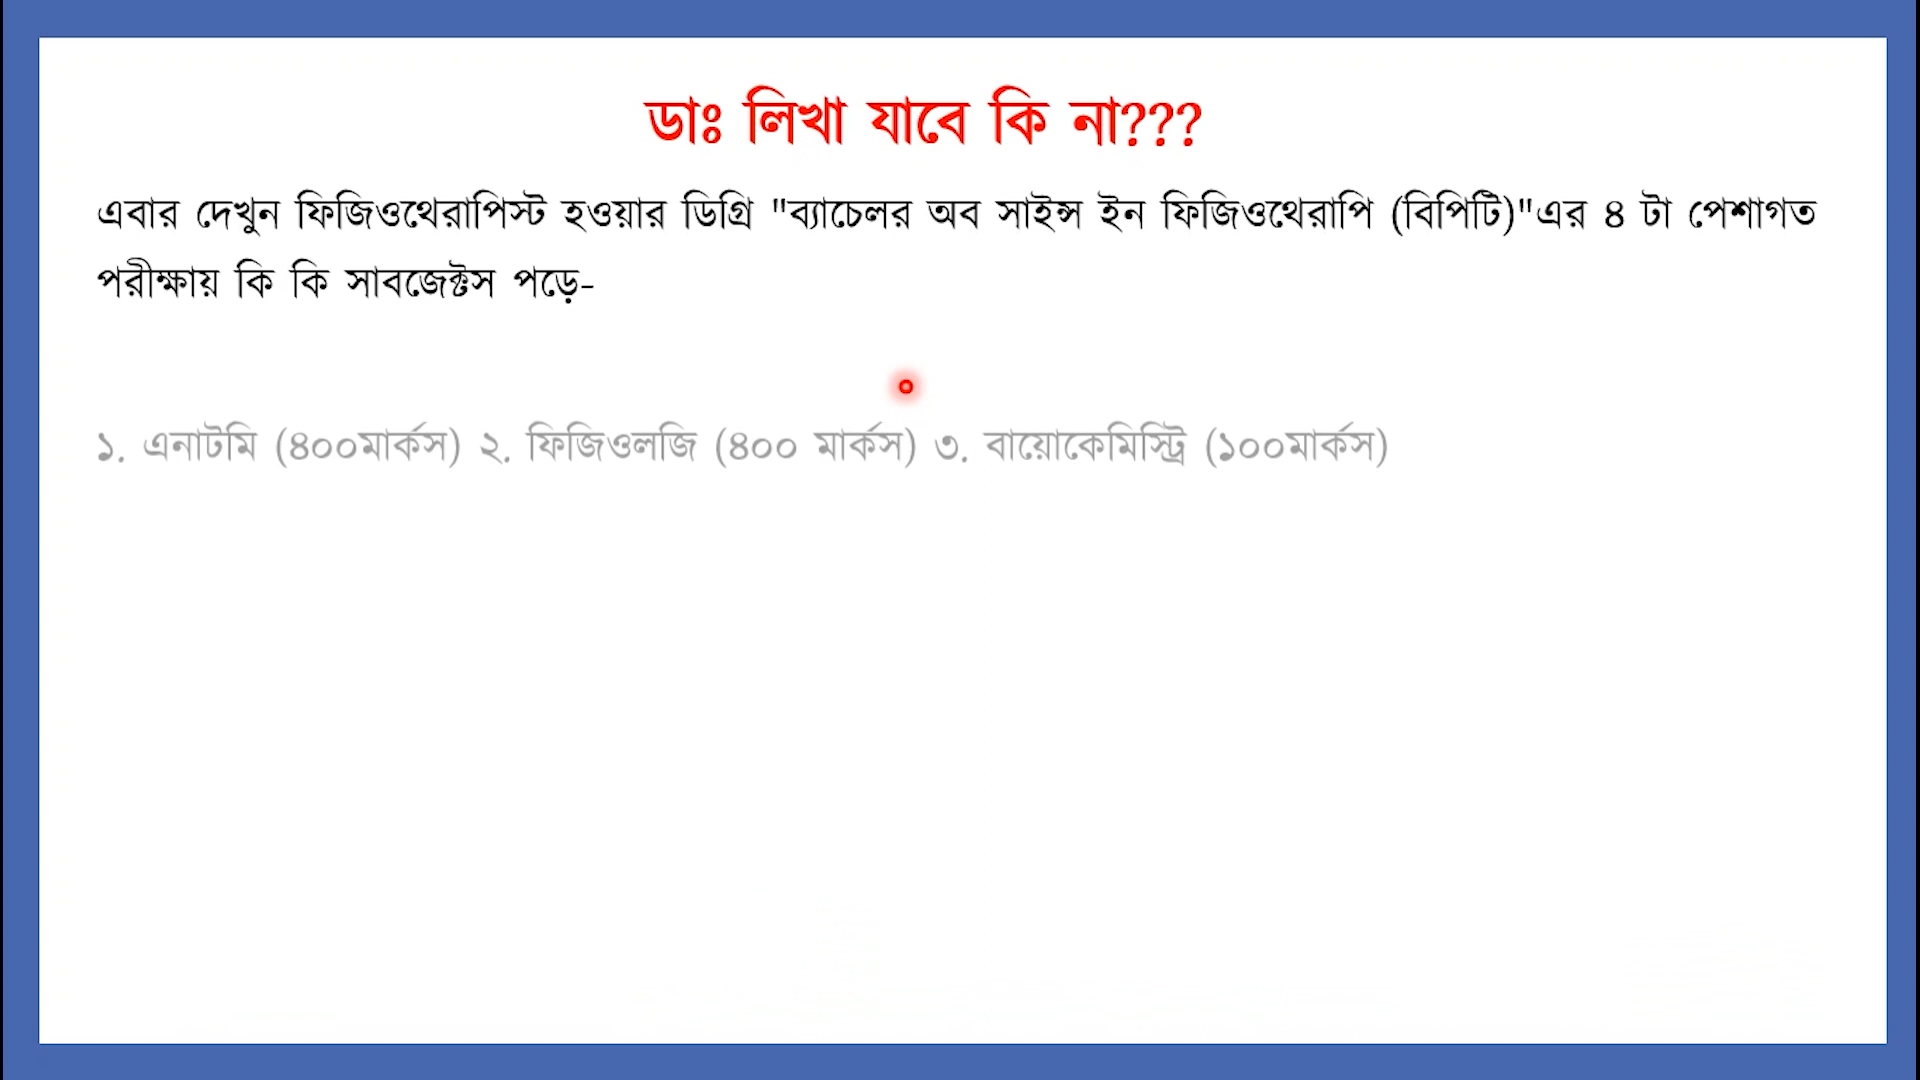 ডাঃ লিখা যাবে কি না???
এবার দেখুন ফিজিওথেরাপিস্ট হওয়ার ডিগ্রি "ব্যাচেলর অব সাইন্স ইন ফিজিওথেরাপি (বিপিটি)"এর ৪ টা পেশাগত
পরীক্ষায় কি কি সাবজেক্টস পড়ে-
১. এনাটমি (৪০০মার্কস) ২. ফিজিওলজি (৪০০ মার্কস) ৩. বায়োকেমিস্ট্রি (১০০মার্কস)